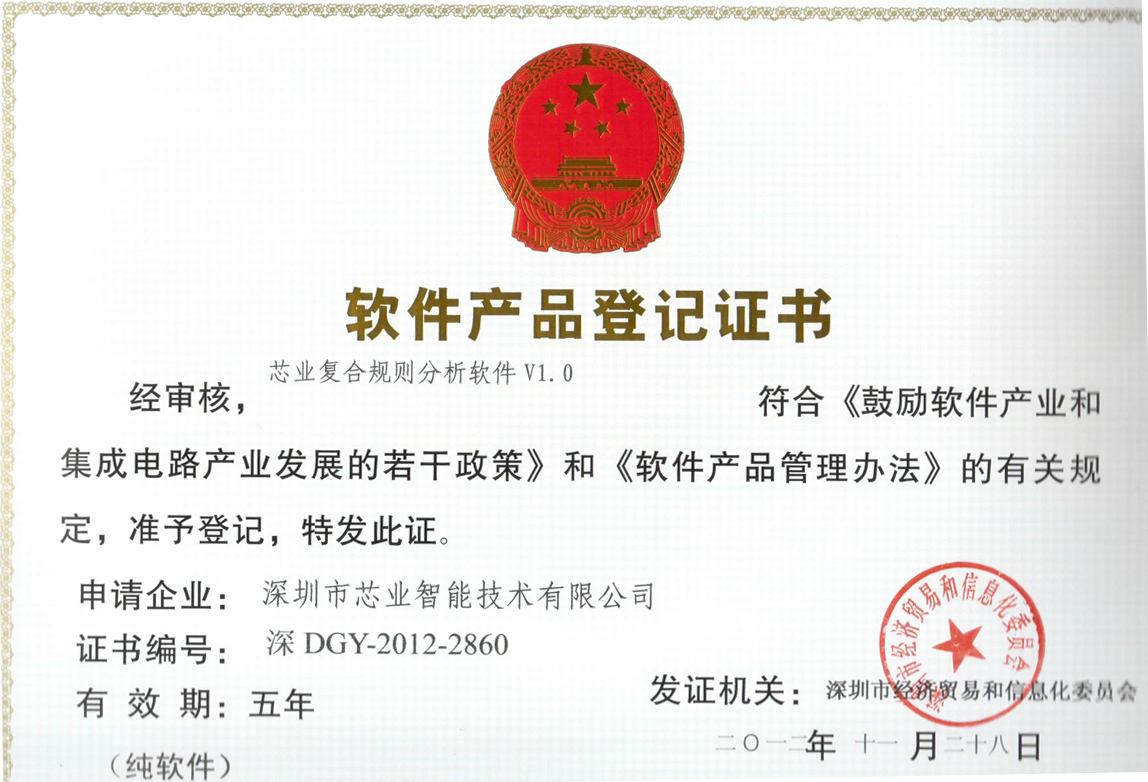 软件产品登记证书
芯业复合规则分析软件 V1.0
经审核，符合《鼓励软件产业和
集成电路产业发展的若干政策》和《软件产品管理办法》的有关规
定，准予登记，特发此证。
申请企业：深圳市芯业智能技术有限公司
证书编号：深 DGY-2012-2860
有 效 期：五年
（纯软件）
发证机关：深圳市经济贸易和信息化委员会
二〇一二年 十一月二十八日
深圳市经济贸易和信息化委员会